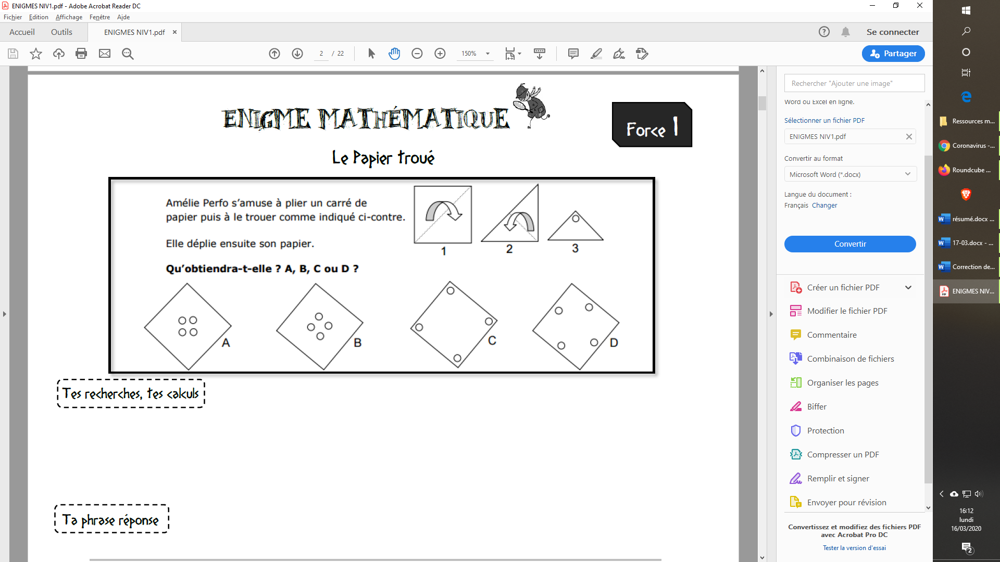 ENIGMES NIV1.pdf - Adobe Acrobat Reader DC
Fichier Edition Affichage Fenêtre Aide
Accueil Outils ENIGMES NIV1.pdf × ? Se connecter
2 / 22 150% Partager
ENIGME MATHÉMATIQUE
Force 1
Le Papier troué
Amélie Perfo s'amuse à plier un carré de
papier puis à le trouer comme indiqué ci-contre.
Elle déplie ensuite son papier.
1 2 3
Qu'obtiendra-t-elle ? A, B, C ou D ?
A B C D
Tes recherches, tes calculs
Ta phrase réponse
Rechercher "Ajouter une image"
Word ou Excel en ligne.
Sélectionner un fichier PDF
ENIGMES NIV1.pdf
Convertir au format
Microsoft Word (*.docx)
Langue du document :
Français Changer
Convertir
Créer un fichier PDF
Modifier le fichier PDF
Commentaire
Combinaison de fichiers
Organiser les pages
Biffer
Protection
Compresser un PDF
Remplir et signer
Envoyer pour révision
Convertissez et modifiez des fichiers PDF
avec Acrobat Pro DC
Tester la version d'essai
Ressources m...
Coronavirus -...
Roundcube ...
résumé.docx ...
17-03.docx - ...
Correction de...
ENIGMES NIV...
16:12
lundi
16/03/2020
2